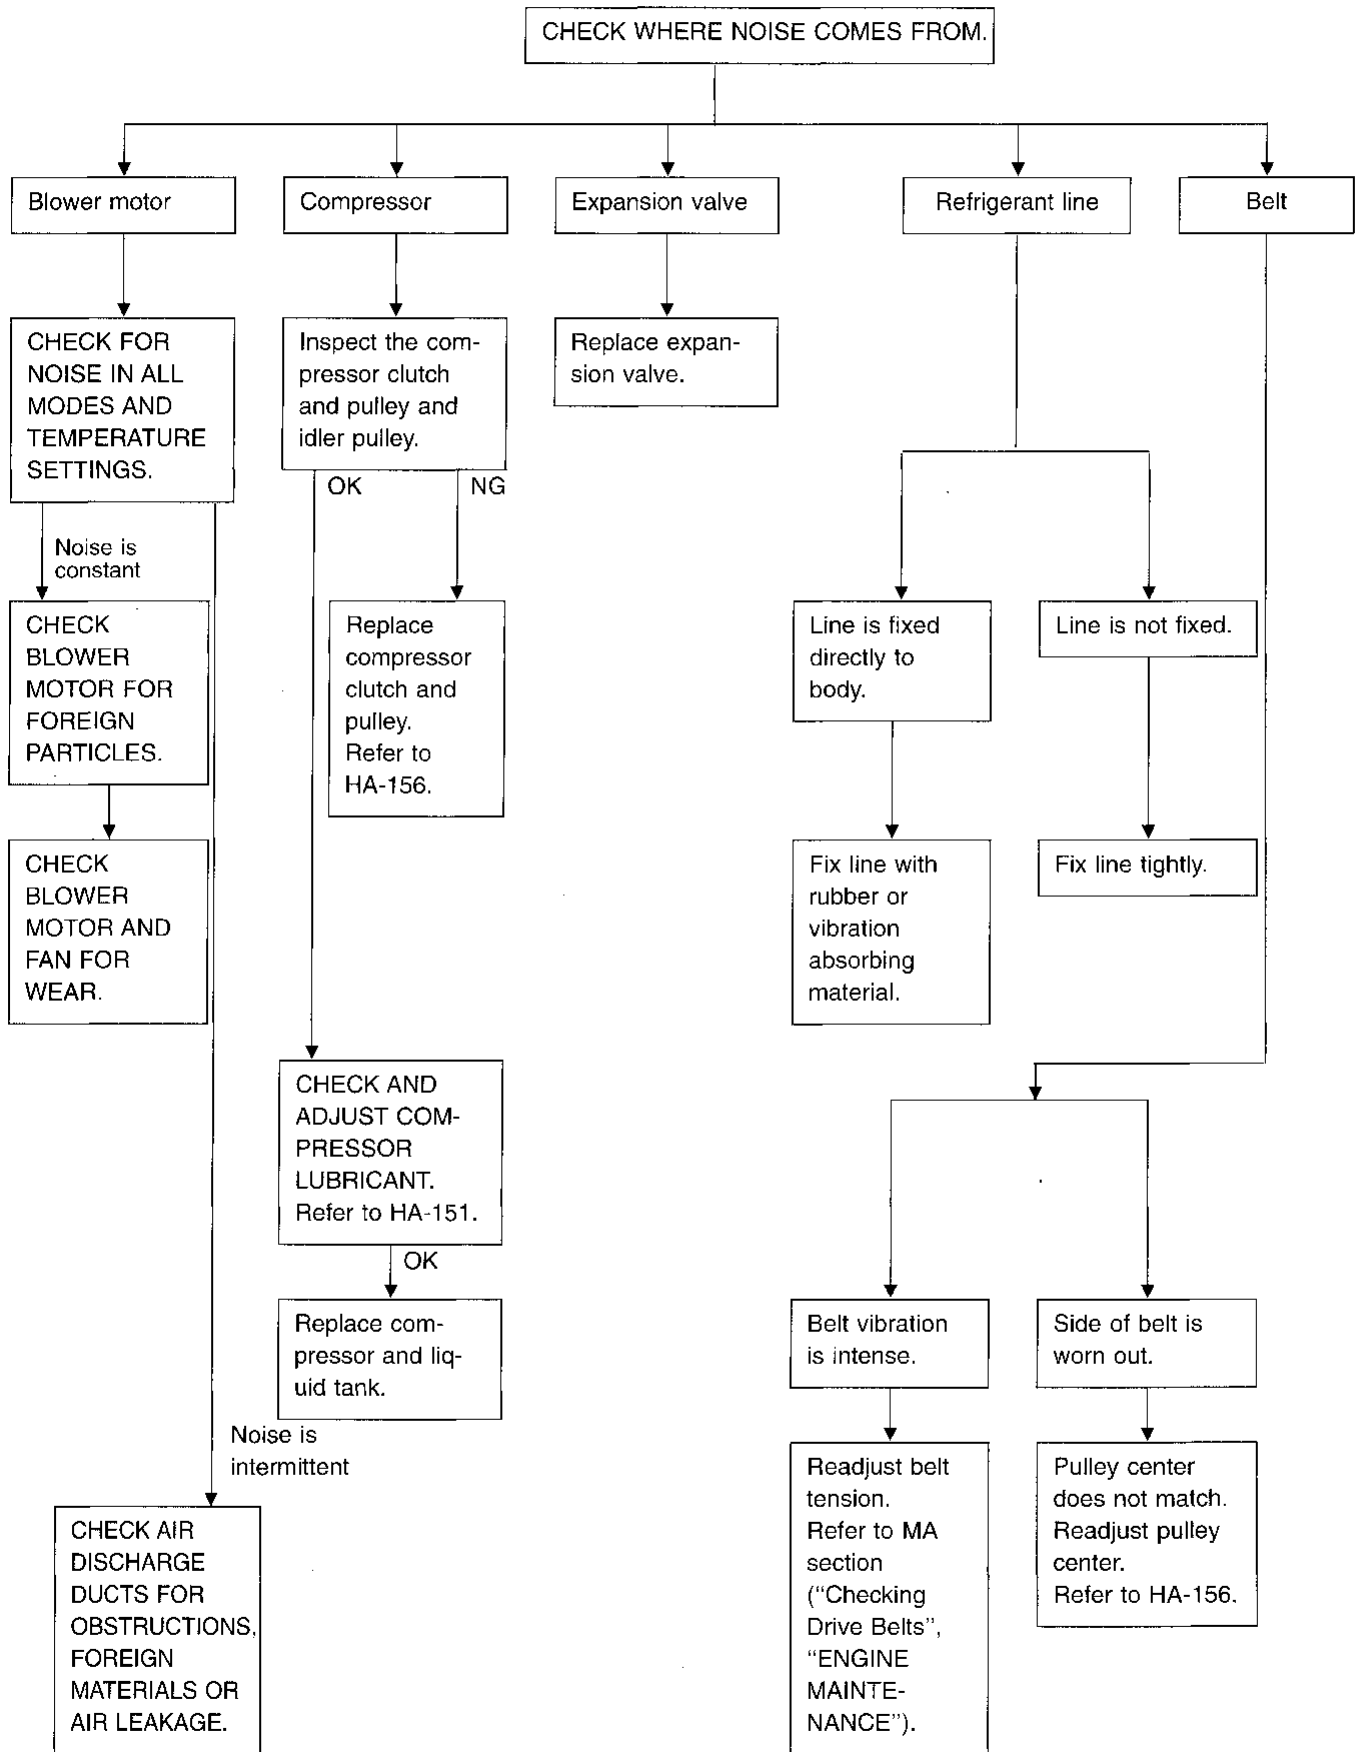 CHECK WHERE NOISE COMES FROM.
Blower motor
Compressor
Expansion valve
Refrigerant line
Belt
CHECK FOR
NOISE IN ALL
MODES AND
TEMPERATURE
SETTINGS.
Inspect the com-
pressor clutch
and pulley and
idler pulley.
Replace expan-
sion valve.
OK
NG
Noise is
constant
CHECK
BLOWER
MOTOR FOR
FOREIGN
PARTICLES.
Replace
compressor
clutch and
pulley.
Refer to
HA-156.
Line is fixed
directly to
body.
Line is not fixed.
CHECK
BLOWER
MOTOR AND
FAN FOR
WEAR.
Fix line with
rubber or
vibration
absorbing
material.
Fix line tightly.
CHECK AND
ADJUST COM-
PRESSOR
LUBRICANT.
Refer to HA-151.
OK
Replace com-
pressor and liq-
uid tank.
Belt vibration
is intense.
Side of belt is
worn out.
Noise is
intermittent
Readjust belt
tension.
Refer to MA
section
(“Checking
Drive Belts”,
“ENGINE
MAINTE-
NANCE”).
Pulley center
does not match.
Readjust pulley
center.
Refer to HA-156.
CHECK AIR
DISCHARGE
DUCTS FOR
OBSTRUCTIONS,
FOREIGN
MATERIALS OR
AIR LEAKAGE.